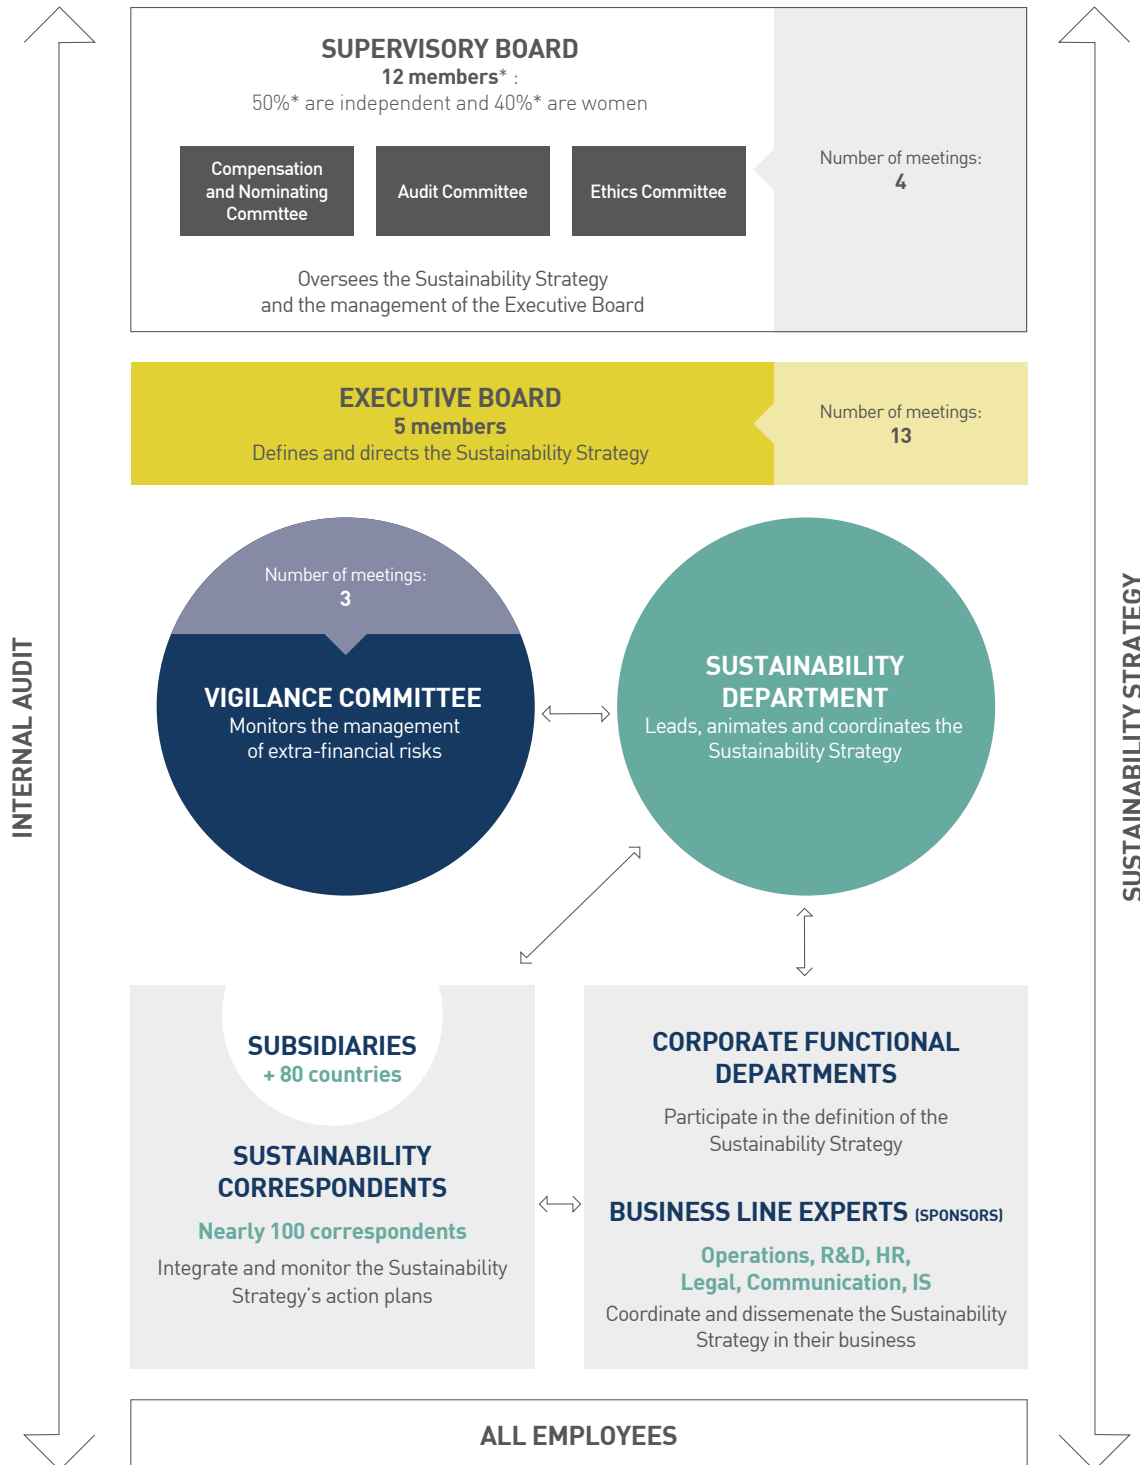 SUPERVISORY BOARD
12 members* :
50%* are independent and 40%* are women
Compensation
and Nominating
Commttee
Audit Committee
Ethics Committee
Number of meetings:
4
Oversees the Sustainability Strategy
and the management of the Executive Board
EXECUTIVE BOARD
5 members
Defines and directs the Sustainability Strategy
Number of meetings:
13
INTERNAL AUDIT
SUSTAINABILITY STRATEGY
Number of meetings:
3
VIGILANCE COMMITTEE
Monitors the management
of extra-financial risks
SUSTAINABILITY
DEPARTMENT
Leads, animates and coordinates the
Sustainability Strategy
SUBSIDIARIES
+ 80 countries
SUSTAINABILITY
CORRESPONDENTS
Nearly 100 correspondents
Integrate and monitor the Sustainability
Strategy's action plans
CORPORATE FUNCTIONAL
DEPARTMENTS
Participate in the definition of the
Sustainability Strategy
BUSINESS LINE EXPERTS (SPONSORS)
Operations, R&D, HR,
Legal, Communication, IS
Coordinate and dissemenate the Sustainability
Strategy in their business
ALL EMPLOYEES